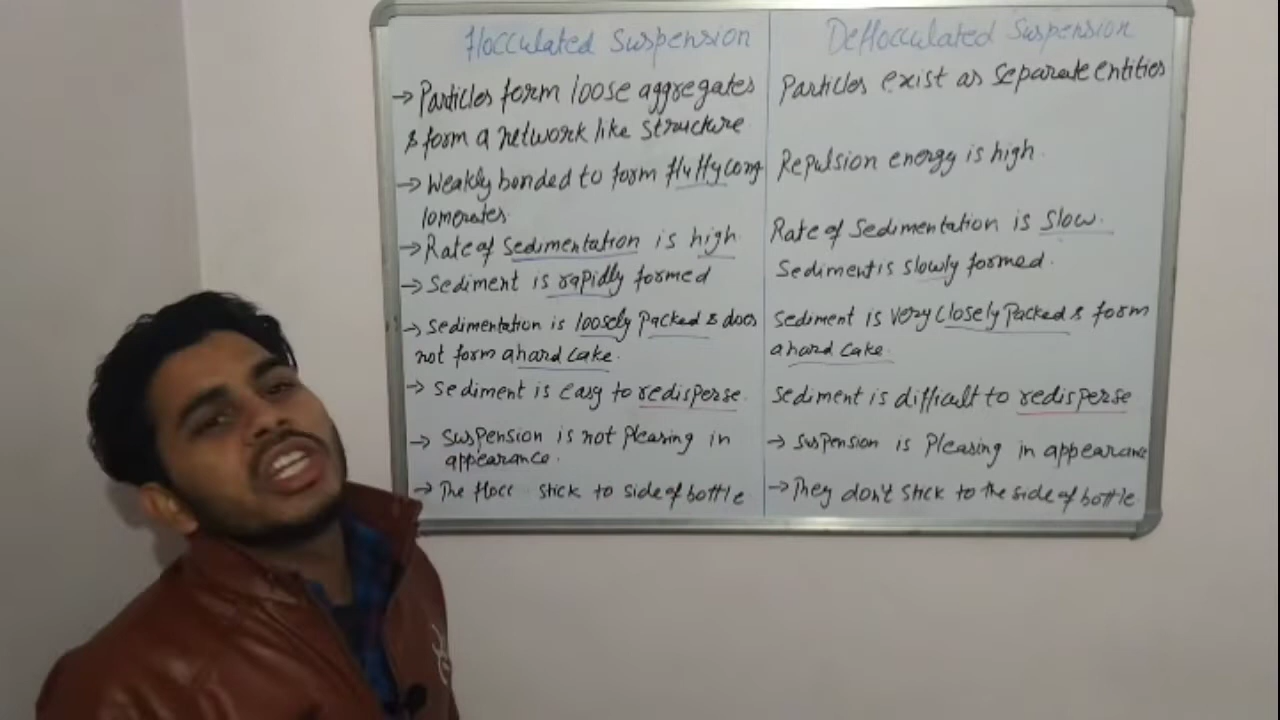 Flocculated Suspension
→ Particles form loose aggregates
& form a network like structure
→ Weakly bonded to form fluffy cong
lomerates.
→ Rate of Sedimentation is high
→ Sediment is rapidly formed
→ Sedimentation is loosely Packed & does
not form a hard cake.
→ Sediment is easy to redisperse.
→ Suspension is not Pleasing in
appearance.
→ The flocc stick to side of bottle
Deflocculated Suspension
Particles exist as separate entities
Repulsion energy is high.
Rate of Sedimentation is slow.
Sediment is slowly formed.
Sediment is very closely Packed & form
a hard cake.
Sediment is difficult to redisperse
→ Suspension is Pleasing in appearance
→ They don't stick to the side of bottle